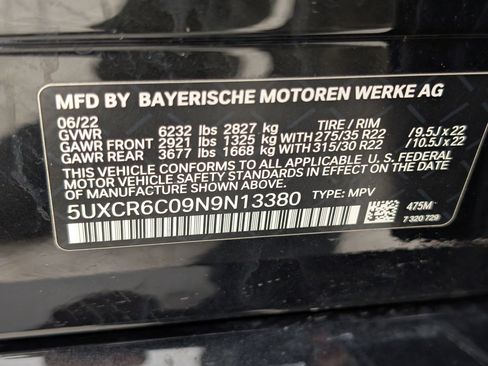 MFD BY BAYERISCHE MOTOREN WERKE AG
06/22 TIRE / RIM
GVWR 6232 lbs 2827 kg
GAWR FRONT 2921 lbs 1325 kg WITH 275/35 R22 /9.5J x 22
GAWR REAR 3677 lbs 1668 kg WITH 315/30 R22 /10.5J x 22
THIS VEHICLE CONFORMS TO ALL APPLICABLE U.S. FEDERAL
MOTOR VEHICLE SAFETY STANDARDS IN EFFECT ON THE DATE
OF MANUFACTURE SHOWN ABOVE.
5UXCR6C09N9N13380 TYPE: MPV
475M
7 320 729